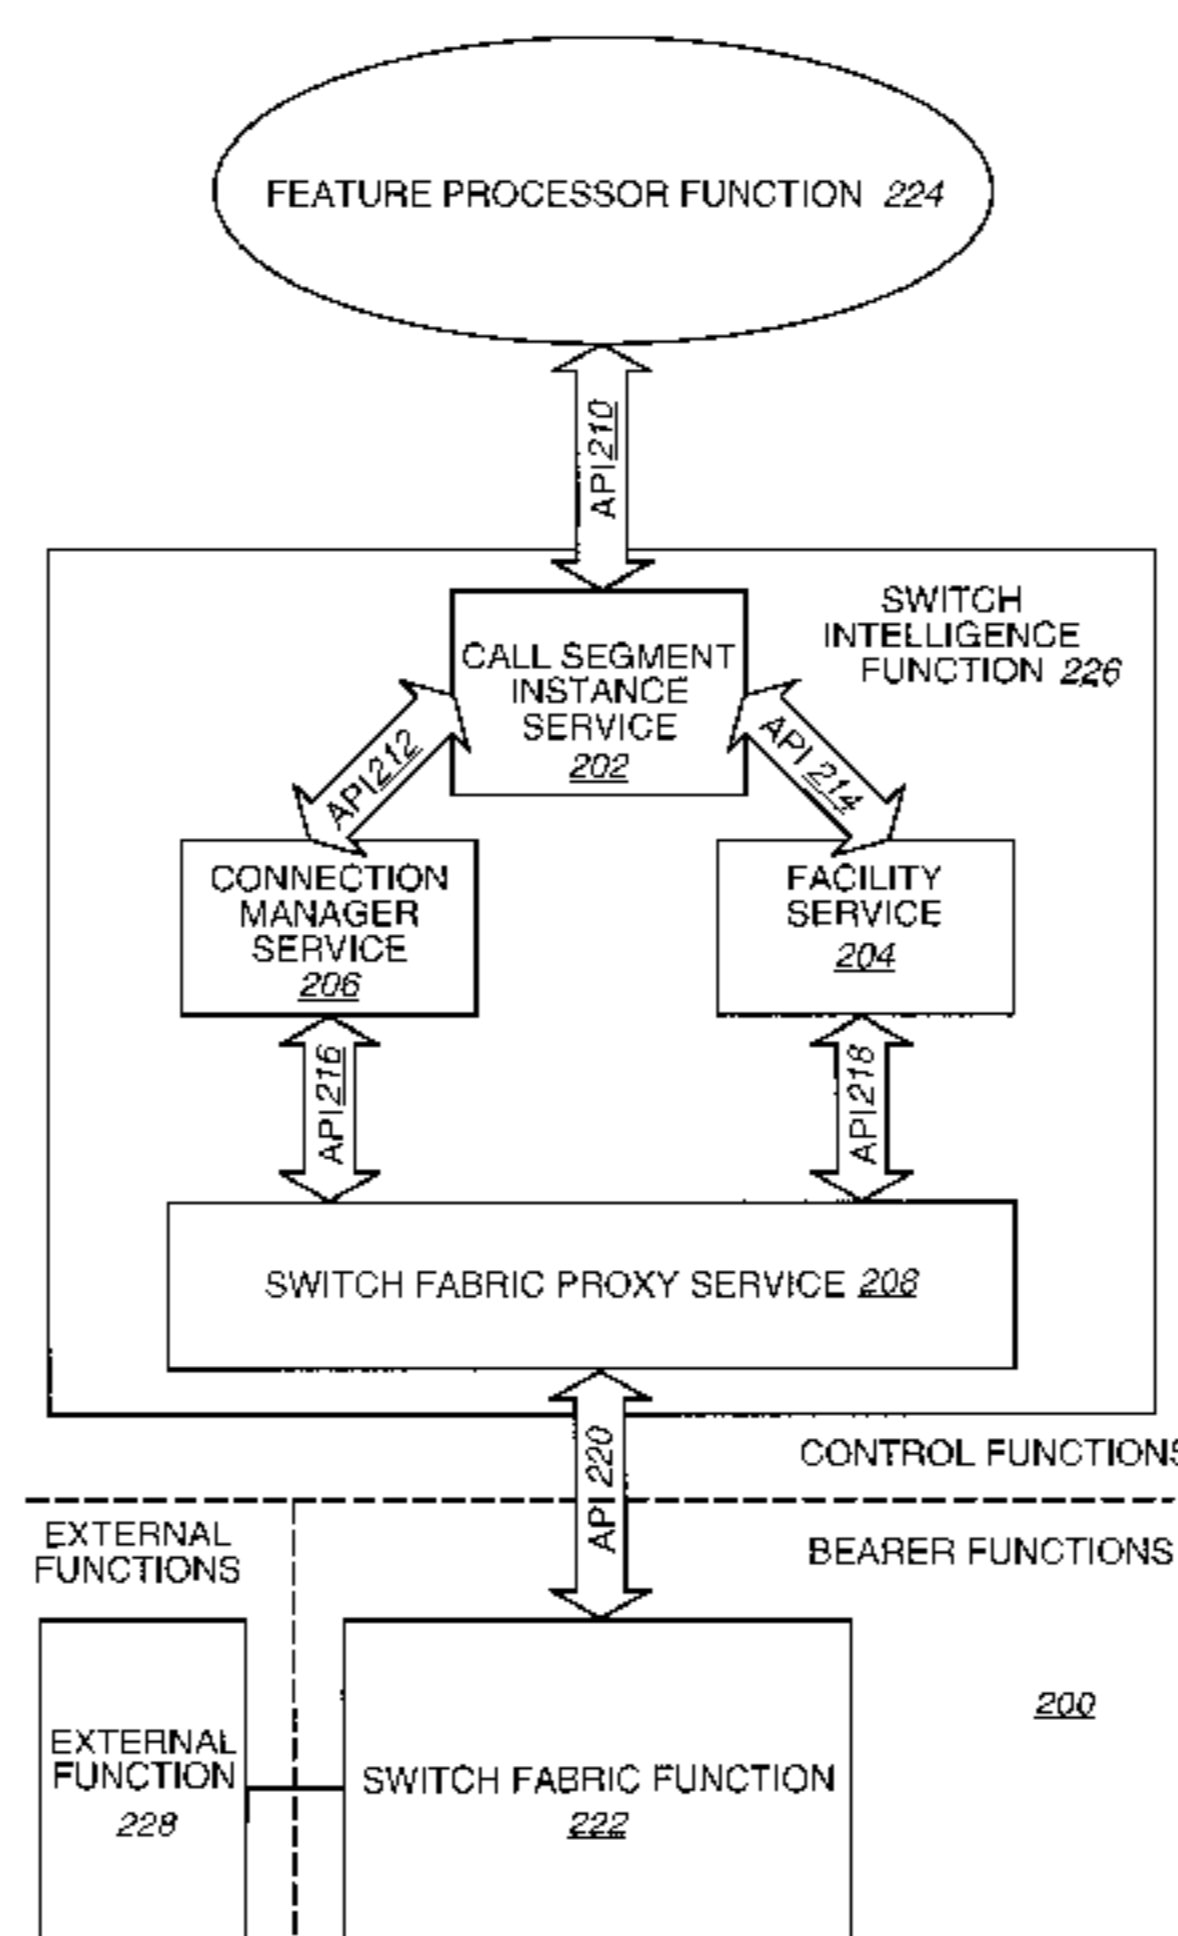 FEATURE PROCESSOR FUNCTION 224
API 210
SWITCH
INTELLIGENCE
FUNCTION 226
CALL SEGMENT
INSTANCE
SERVICE
202
API 212
API 214
CONNECTION
MANAGER
SERVICE
206
FACILITY
SERVICE
204
API 216
API 218
SWITCH FABRIC PROXY SERVICE 208
API 220
CONTROL FUNCTIONS
EXTERNAL
FUNCTIONS
BEARER FUNCTIONS
200
EXTERNAL
FUNCTION
228
SWITCH FABRIC FUNCTION
222